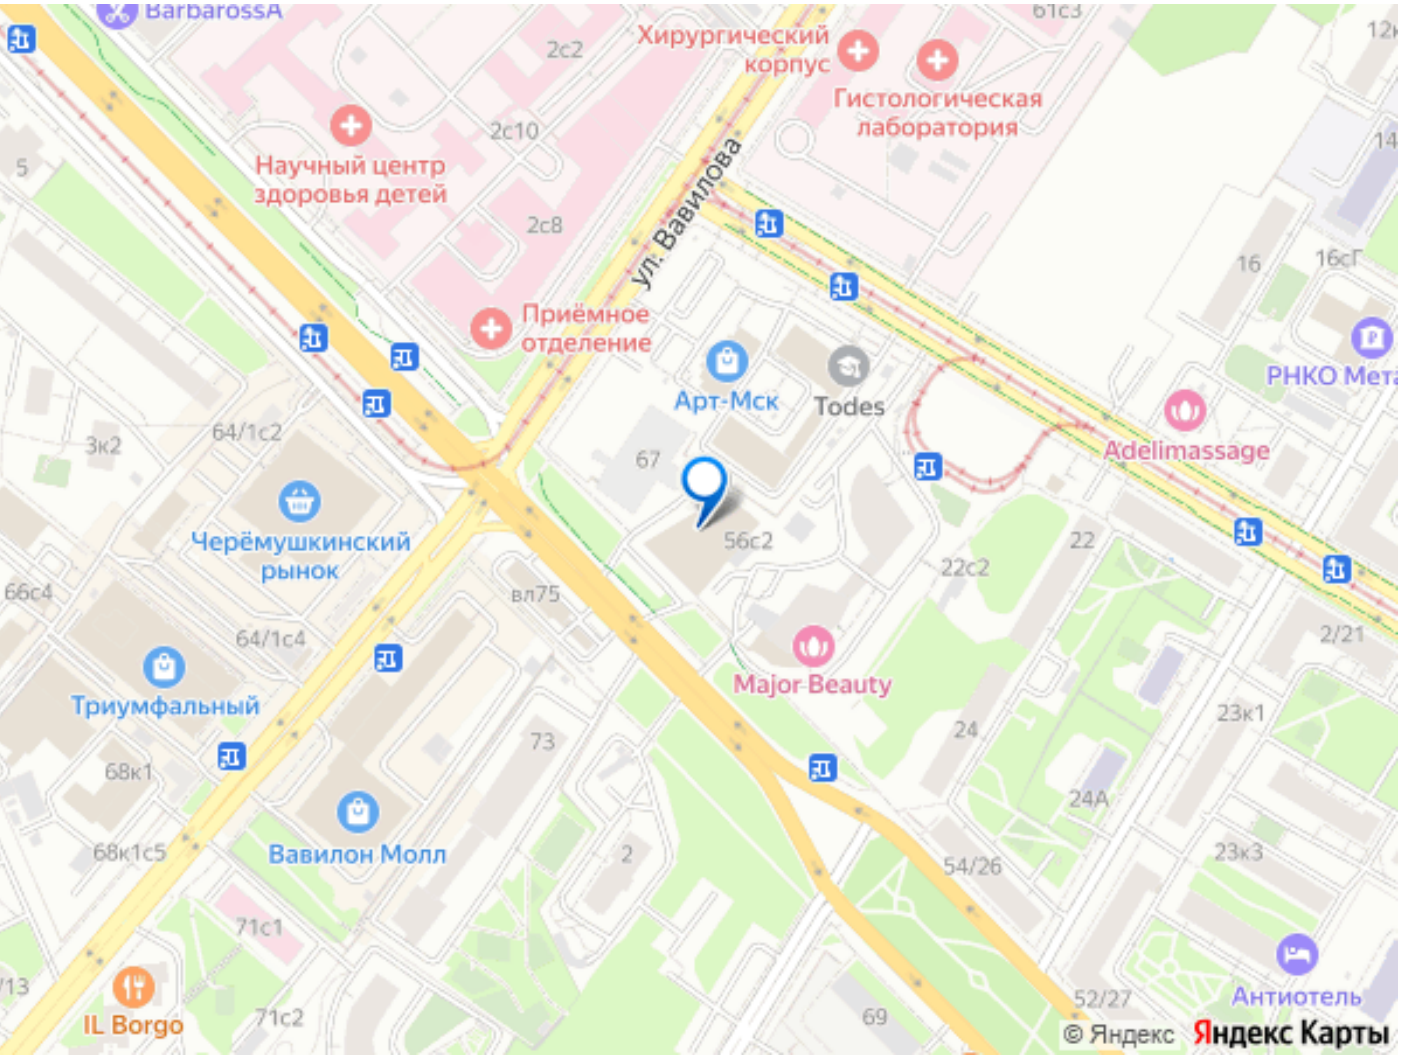 BarbarossA
61с3
12к
2с2
Хирургический
корпус
Гистологическая
лаборатория
2с10
14
5
Научный центр
здоровья детей
ул. Вавилова
2с8
16
16сГ
Приёмное
отделение
РНКО Мета
Арт-Мск
Todes
64/1с2
3к2
67
Adelimassage
Черёмушкинский
рынок
56с2
22
22с2
66с4
вл75
64/1с4
2/21
Триумфальный
Major Beauty
23к1
73
24
68к1
24А
68к1с5
Вавилон Молл
2
54/26
23к3
71с1
/13
IL Borgo
71с2
69
52/27
Антиотель
© Яндекс Яндекс Карты